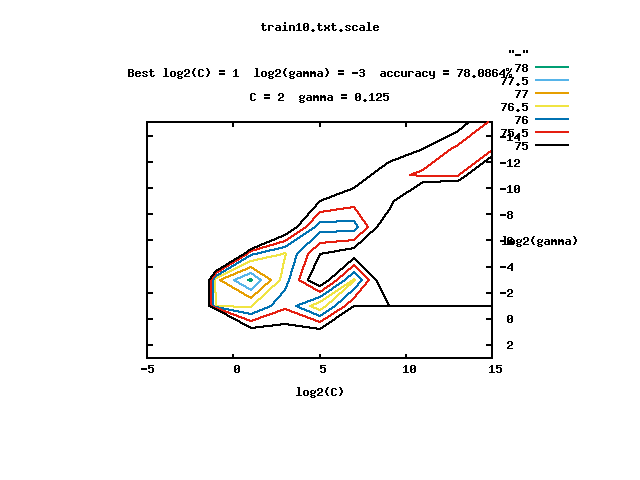 train10.txt.scale
"-"
Best log2(C) = 1  log2(gamma) = -3  accuracy = 78.0864%
78
77.5
77
76.5
76
75.5
75
C = 2  gamma = 0.125
-14
-12
-10
-8
-6
-4
-2
0
2
log2(gamma)
-5 0 5 10 15
log2(C)